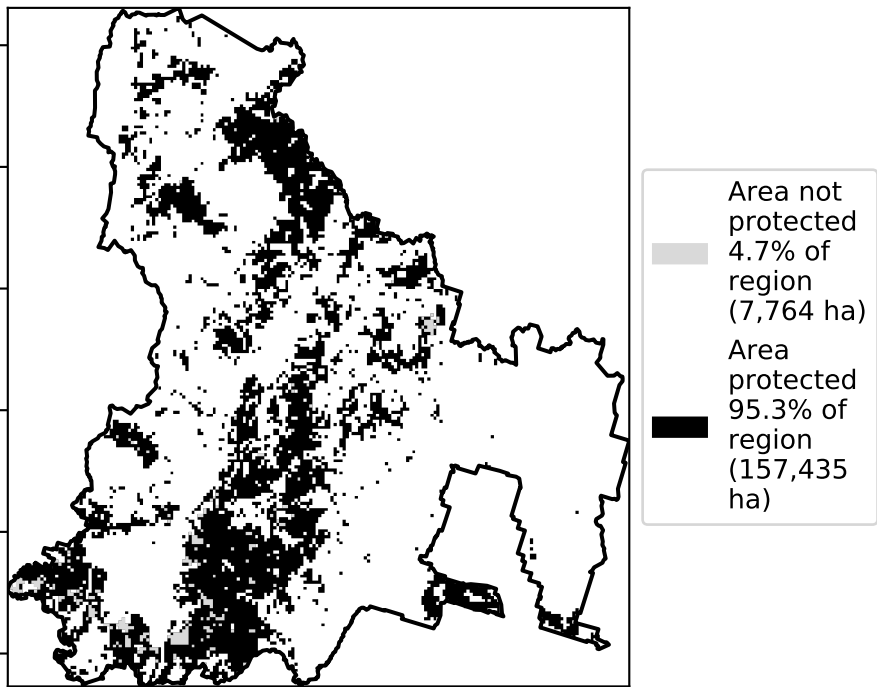 Area not
protected
4.7% of
region
(7,764 ha)
Area
protected
95.3% of
region
(157,435
ha)